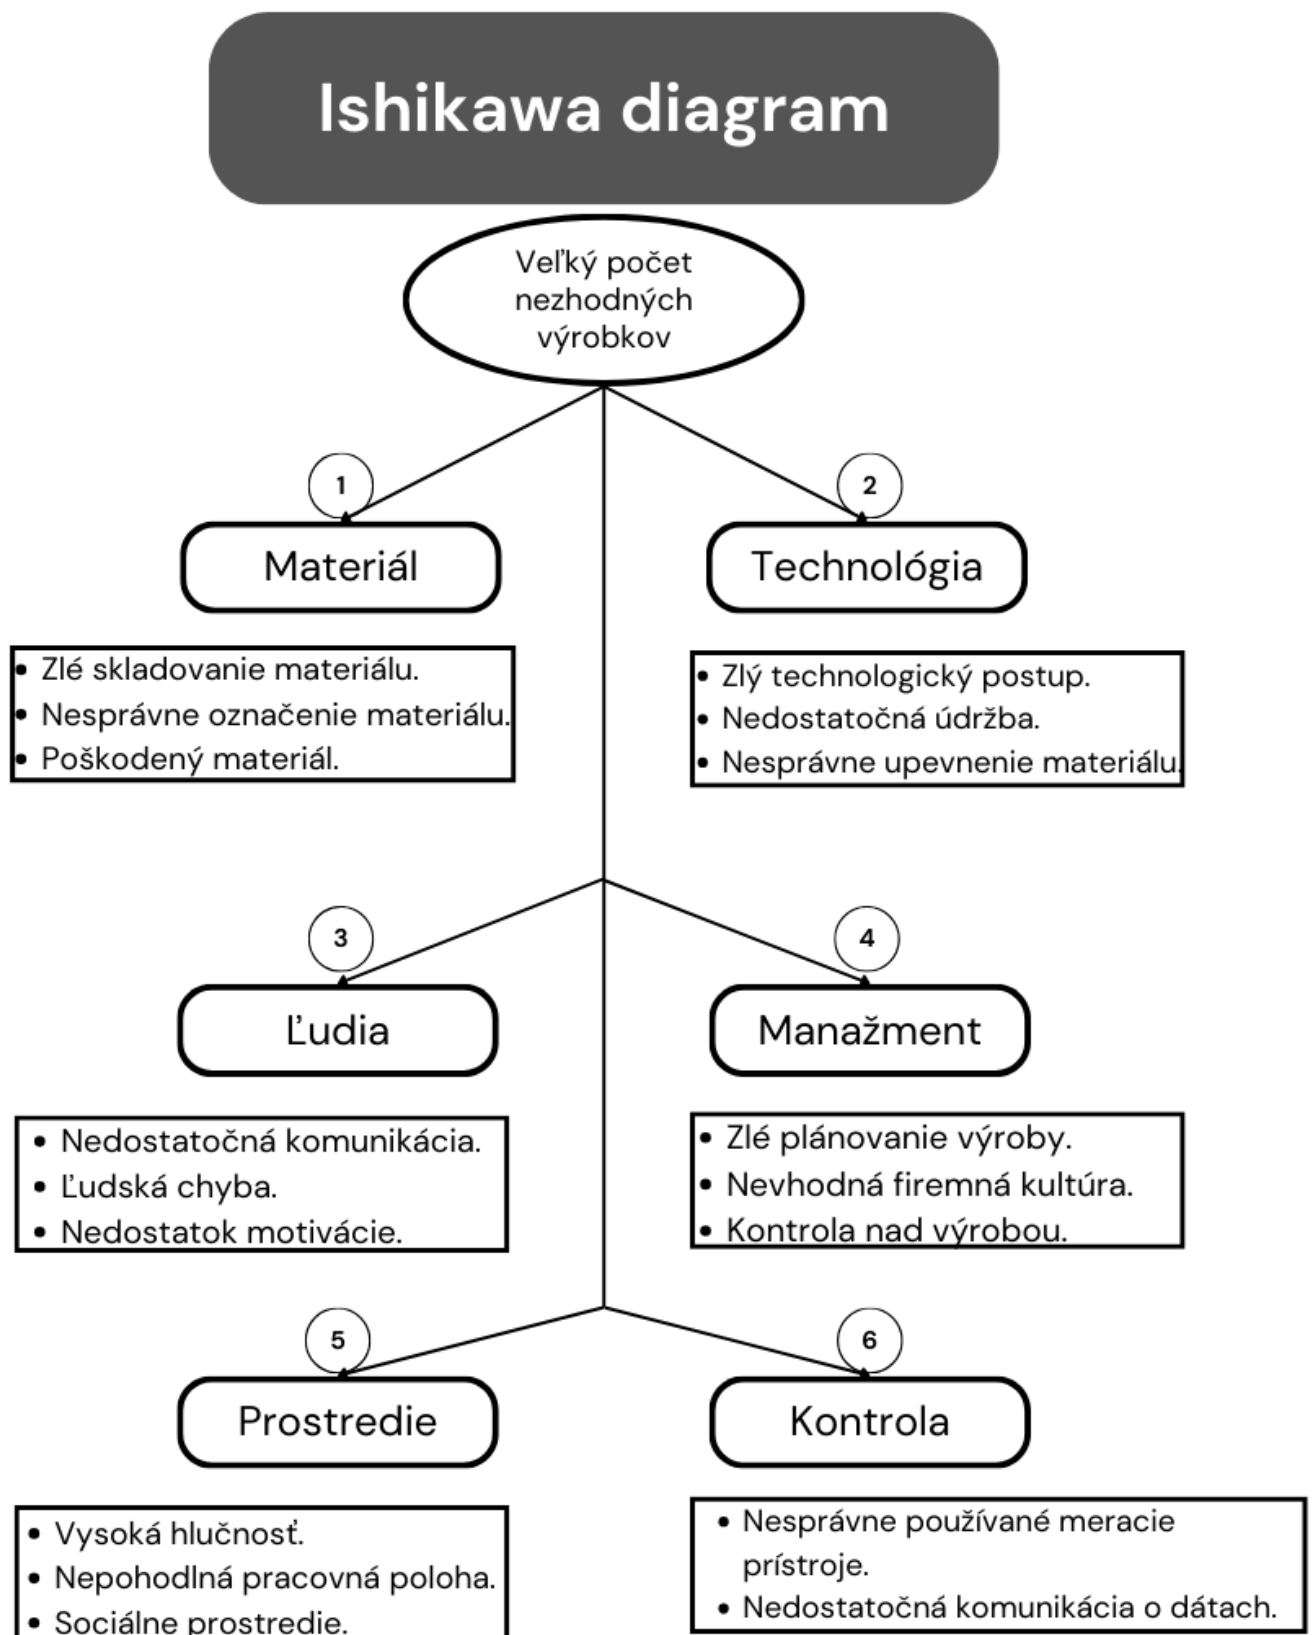 Ishikawa diagram
Veľký počet
nezhodných
výrobkov
1
2
Materiál
Technológia
• Zlé skladovanie materiálu.
• Nesprávne označenie materiálu.
• Poškodený materiál.
• Zlý technologický postup.
• Nedostatočná údržba.
• Nesprávne upevnenie materiálu.
3
4
Ľudia
Manažment
• Nedostatočná komunikácia.
• Ľudská chyba.
• Nedostatok motivácie.
• Zlé plánovanie výroby.
• Nevhodná firemná kultúra.
• Kontrola nad výrobou.
5
6
Prostredie
Kontrola
• Vysoká hlučnosť.
• Nepohodlná pracovná poloha.
• Sociálne prostredie.
• Nesprávne používané meracie
prístroje.
• Nedostatočná komunikácia o dátach.